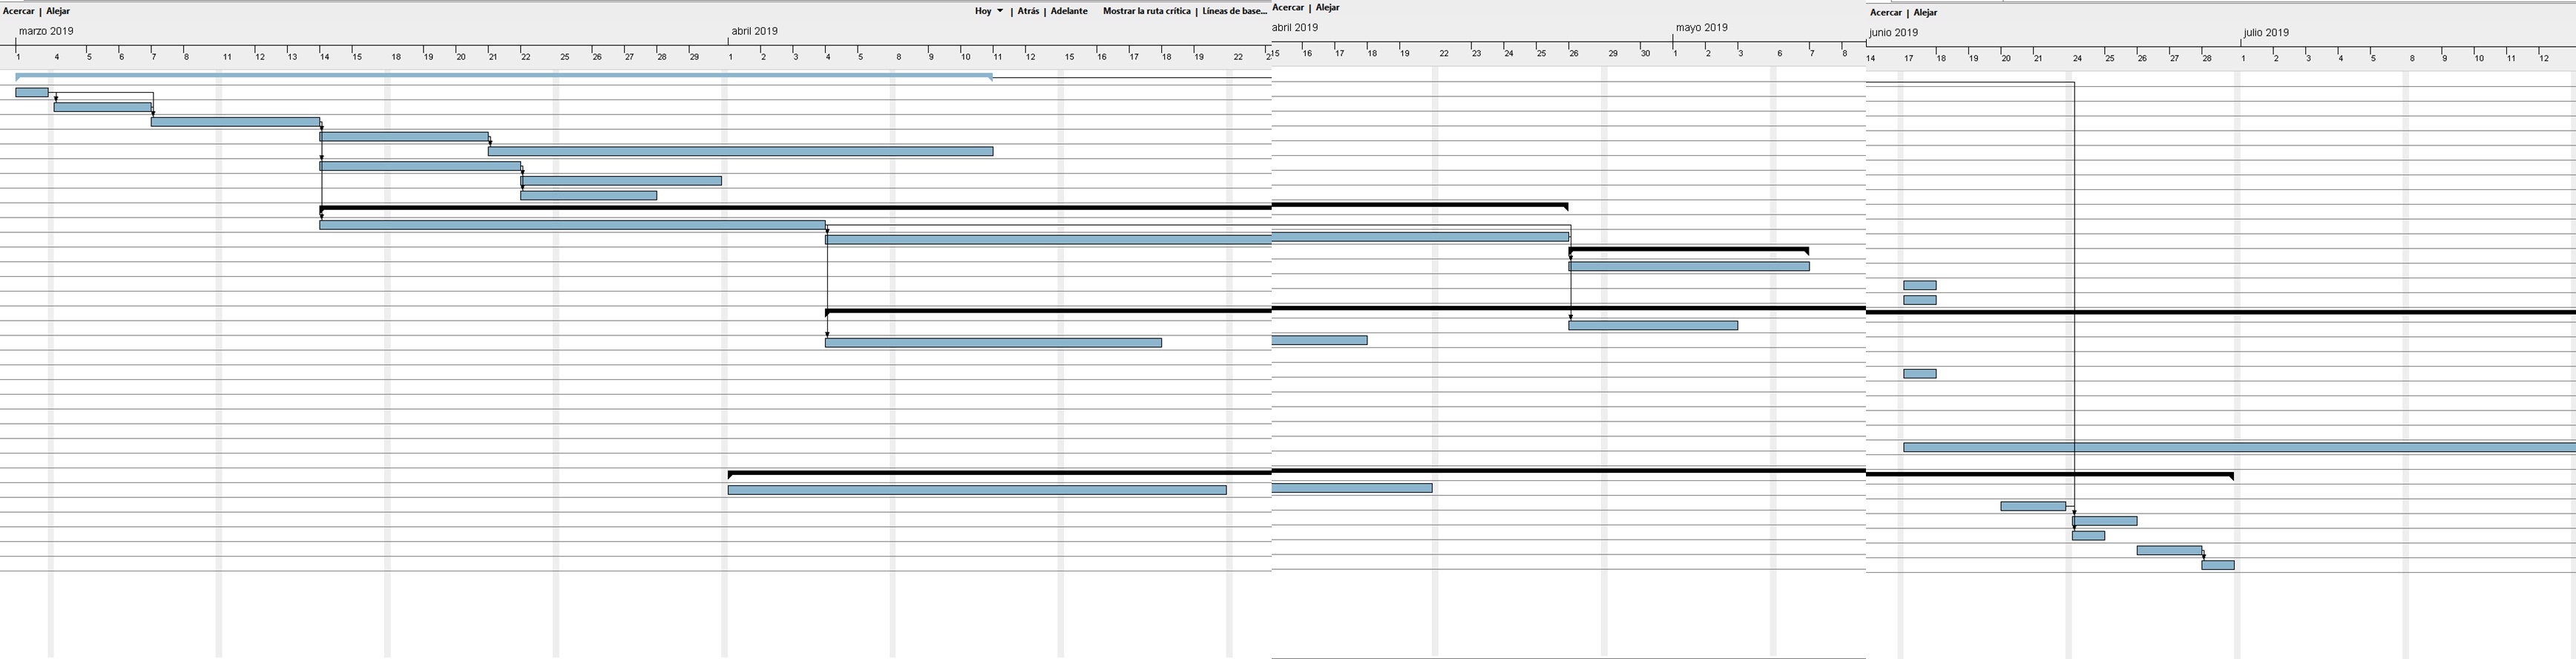 Acercar | Alejar Hoy | Atrás | Adelante Mostrar la ruta crítica | Líneas de base...
marzo 2019 abril 2019
1 4 5 6 7 8 11 12 13 14 15 18 19 20 21 22 25 26 27 28 29 1 2 3 4 5 8 9 10 11 12 15 16 17 18 19 22
Acercar | Alejar
abril 2019 mayo 2019
15 16 17 18 19 22 23 24 25 26 29 30 1 2 3 6 7 8
Acercar | Alejar
junio 2019 julio 2019
14 17 18 19 20 21 24 25 26 27 28 1 2 3 4 5 8 9 10 11 12